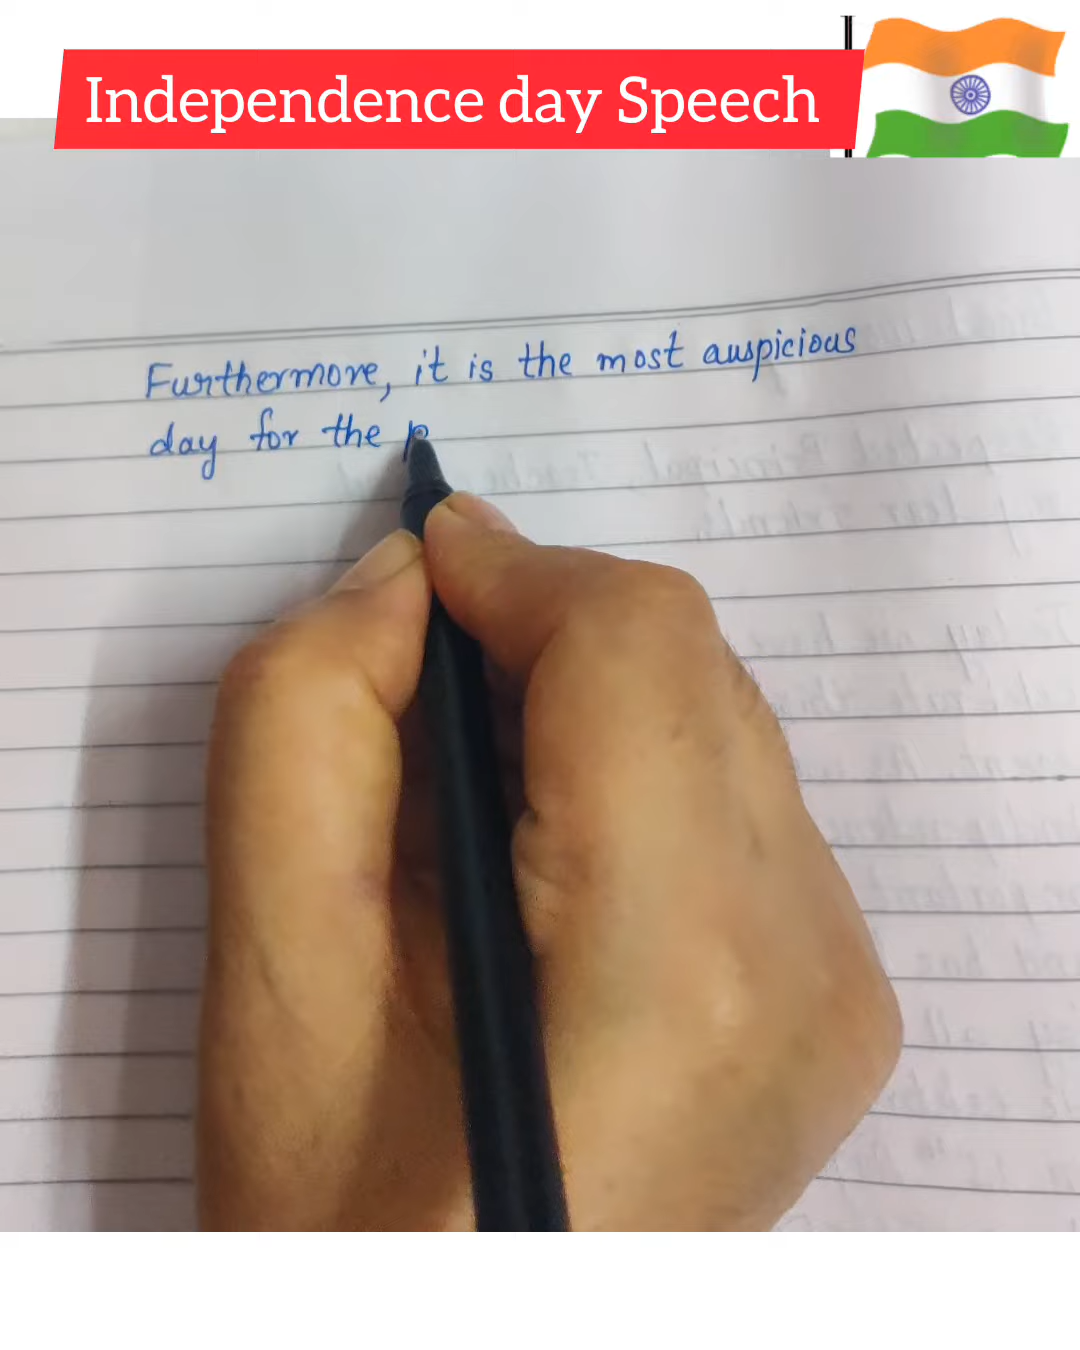 Independence day Speech
Furthermore, it is the most auspicious
day for the p